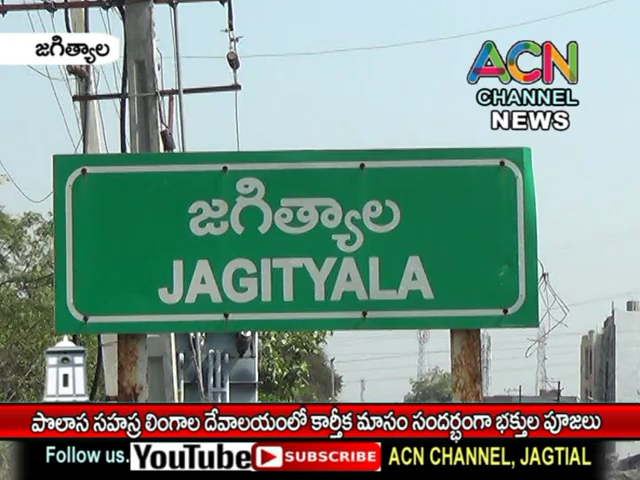 జగిత్యాల
ACN
CHANNEL
NEWS
జగిత్యాల
JAGITYALA
పొలాస సహస్ర లింగాల దేవాలయంలో కార్తీక మాసం సందర్భంగా భక్తుల పూజలు
Follow us. YouTube SUBSCRIBE ACN CHANNEL, JAGTIAL